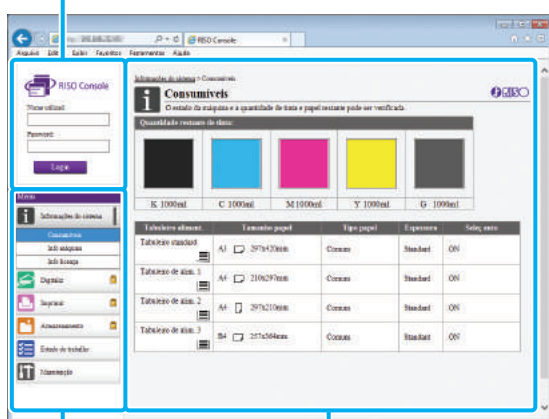 RISO Console
Arquivo Edit Exibir Favoritos Ferramentas Ajuda
RISO Console
Nome utilizad.
Password:
Login
Menu
Informações do sistema
Consumíveis
Info máquina
Info licença
Digitaliz
Imprimir
Armazenamento
Estado do trabalho
Manutenção
Informações do sistema > Consumíveis
Consumíveis
RISO
O estado da máquina e a quantidade de tinta e papel restante pode ser verificada.
Quantidade restante de tinta:
K 1000ml C 1000ml M 1000ml Y 1000ml G 1000ml
Tabuleiro aliment. Tamanho papel Tipo papel Espessura Seleç auto
Tabuleiro standard A3 297x420mm Comum Standard ON
Tabuleiro de alim. 1 A4 210x297mm Comum Standard ON
Tabuleiro de alim. 2 A4 297x210mm Comum Standard ON
Tabuleiro de alim. 3 B4 257x364mm Comum Standard ON